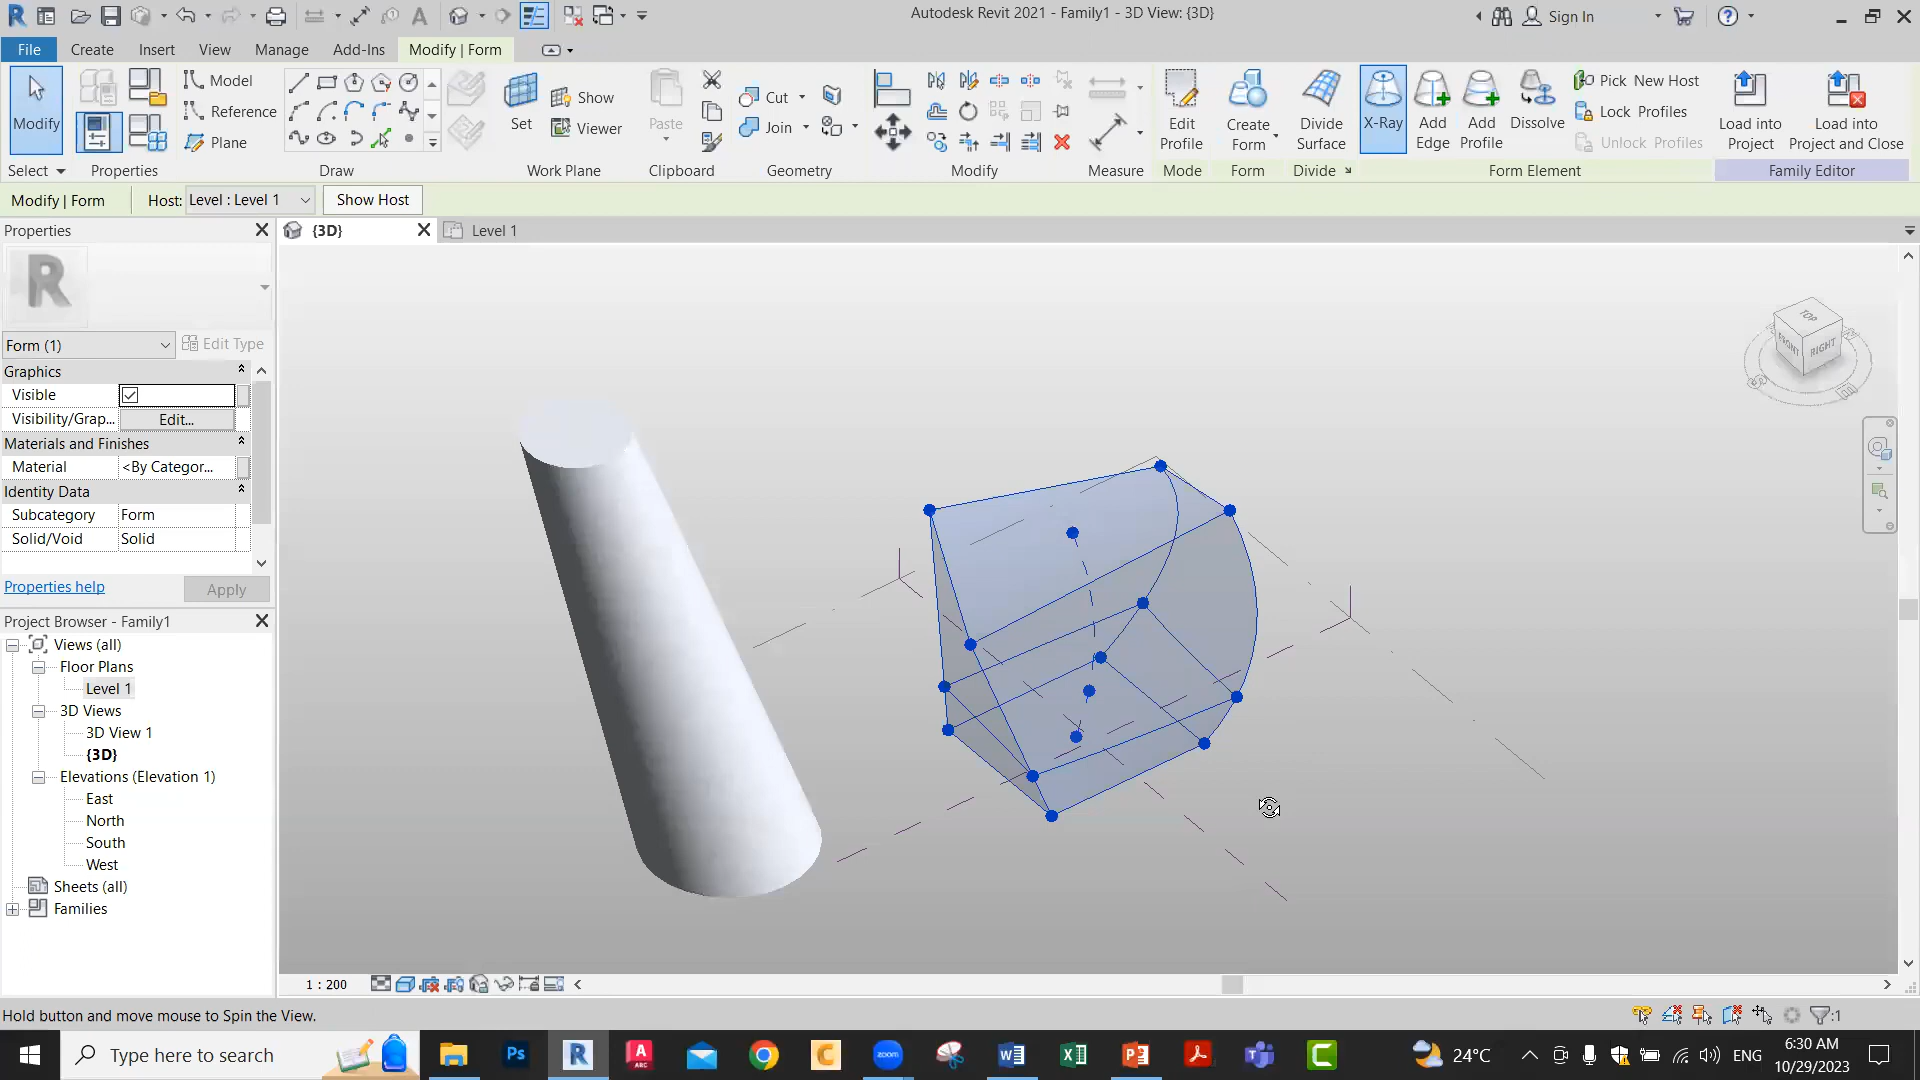 Autodesk Revit 2021 - Family1 - 3D View: {3D}
Sign In
File Create Insert View Manage Add-Ins Modify | Form
Modify
Model
Reference
Plane
Set
Show
Viewer
Paste
Cut
Join
Edit Profile
Create Form
Divide Surface
X-Ray
Add Edge
Add Profile
Dissolve
Pick New Host
Lock Profiles
Unlock Profiles
Load into Project
Load into Project and Close
Select Properties Draw Work Plane Clipboard Geometry Modify Measure Mode Form Divide Form Element Family Editor
Modify | Form Host: Level : Level 1 Show Host
Properties
{3D} Level 1
R
Form (1) Edit Type
Graphics
Visible
Visibility/Grap... Edit...
Materials and Finishes
Material <By Categor...
Identity Data
Subcategory Form
Solid/Void Solid
Properties help Apply
Project Browser - Family1
Views (all)
Floor Plans
Level 1
3D Views
3D View 1
{3D}
Elevations (Elevation 1)
East
North
South
West
Sheets (all)
Families
TOP
FRONT RIGHT
1 : 200
Hold button and move mouse to Spin the View.
:1
Type here to search
Ps
R
A
ARC
C
zoom
24°C
ENG
6:30 AM
10/29/2023